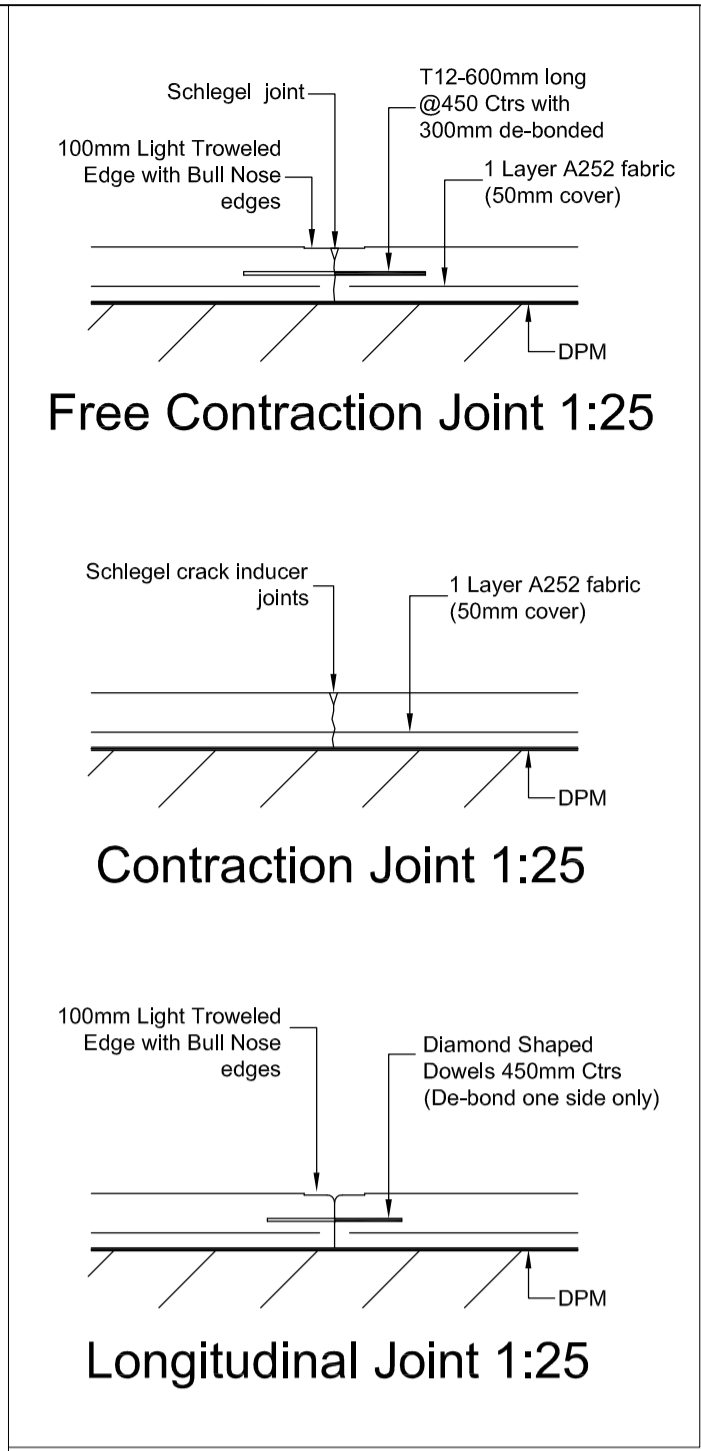 Schlegel joint
T12-600mm long
@450 Ctrs with
300mm de-bonded
100mm Light Troweled
Edge with Bull Nose
edges
1 Layer A252 fabric
(50mm cover)
DPM
Free Contraction Joint 1:25
Schlegel crack inducer
joints
1 Layer A252 fabric
(50mm cover)
DPM
Contraction Joint 1:25
100mm Light Troweled
Edge with Bull Nose
edges
Diamond Shaped
Dowels 450mm Ctrs
(De-bond one side only)
DPM
Longitudinal Joint 1:25